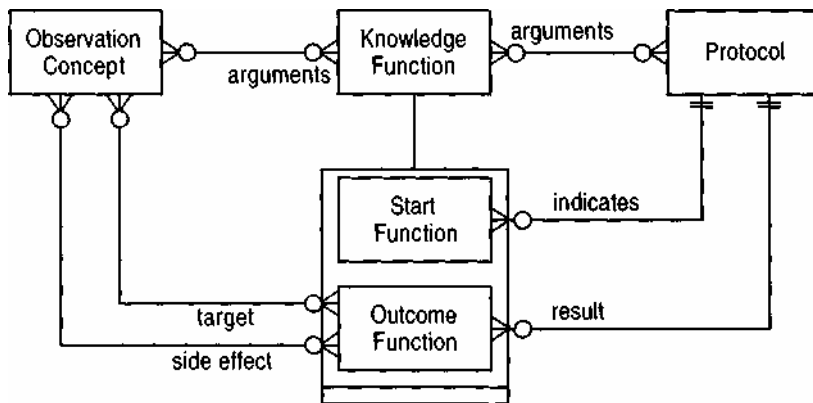 Observation
Concept
arguments
Knowledge
Function
arguments
Protocol
Start
Function
indicates
target
side effect
Outcome
Function
result